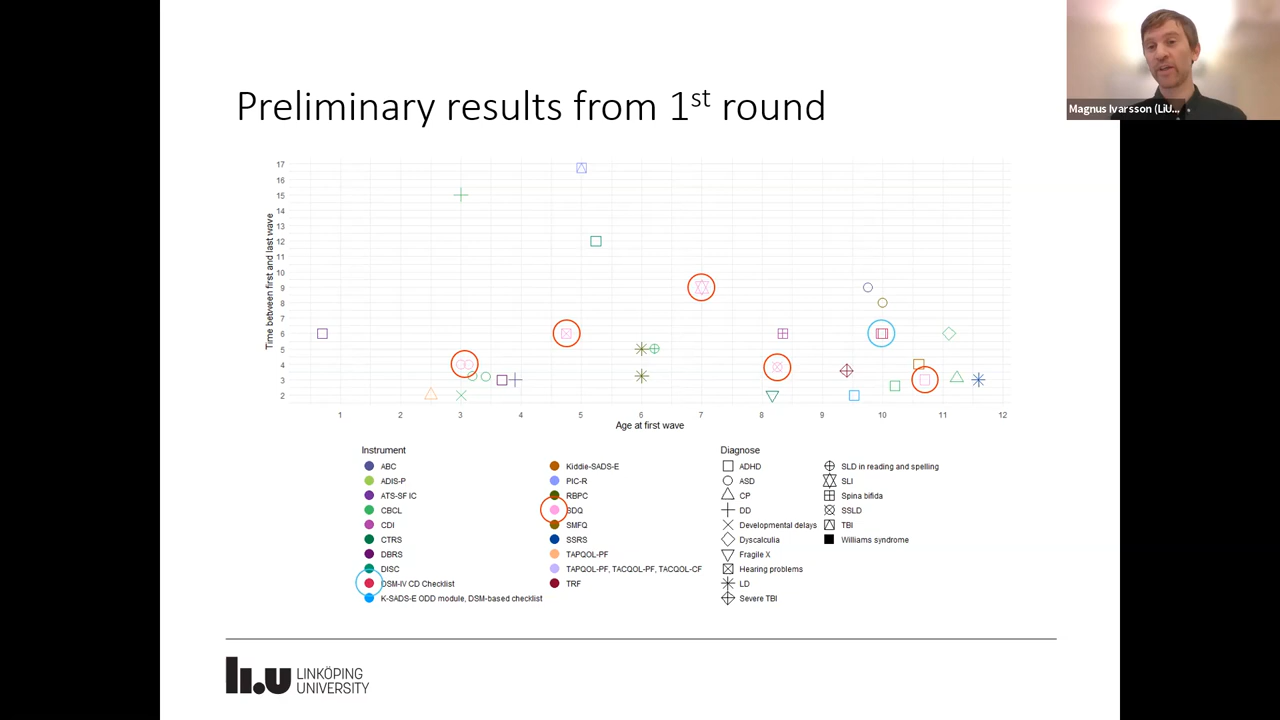 Magnus Ivarsson (LiU...
Preliminary results from 1st round
Time between first and last wave
17
16
15
14
13
12
11
10
9
8
7
6
5
4
3
2
1 2 3 4 5 6 7 8 9 10 11 12
Age at first wave
Instrument
ABC
ADIS-P
ATS-SF IC
CBCL
CDI
CTRS
DBRS
DISC
DSM-IV CD Checklist
K-SADS-E ODD module, DSM-based checklist
Kiddie-SADS-E
PIC-R
RBPC
SDQ
SMFQ
SSRS
TAPQOL-PF
TAPQOL-PF, TACQOL-PF, TACQOL-CF
TRF
Diagnose
ADHD
ASD
CP
DD
Developmental delays
Dyscalculia
Fragile X
Hearing problems
LD
Severe TBI
SLD in reading and spelling
SLI
Spina bifida
SSLD
TBI
Williams syndrome
li.u LINKÖPING
UNIVERSITY